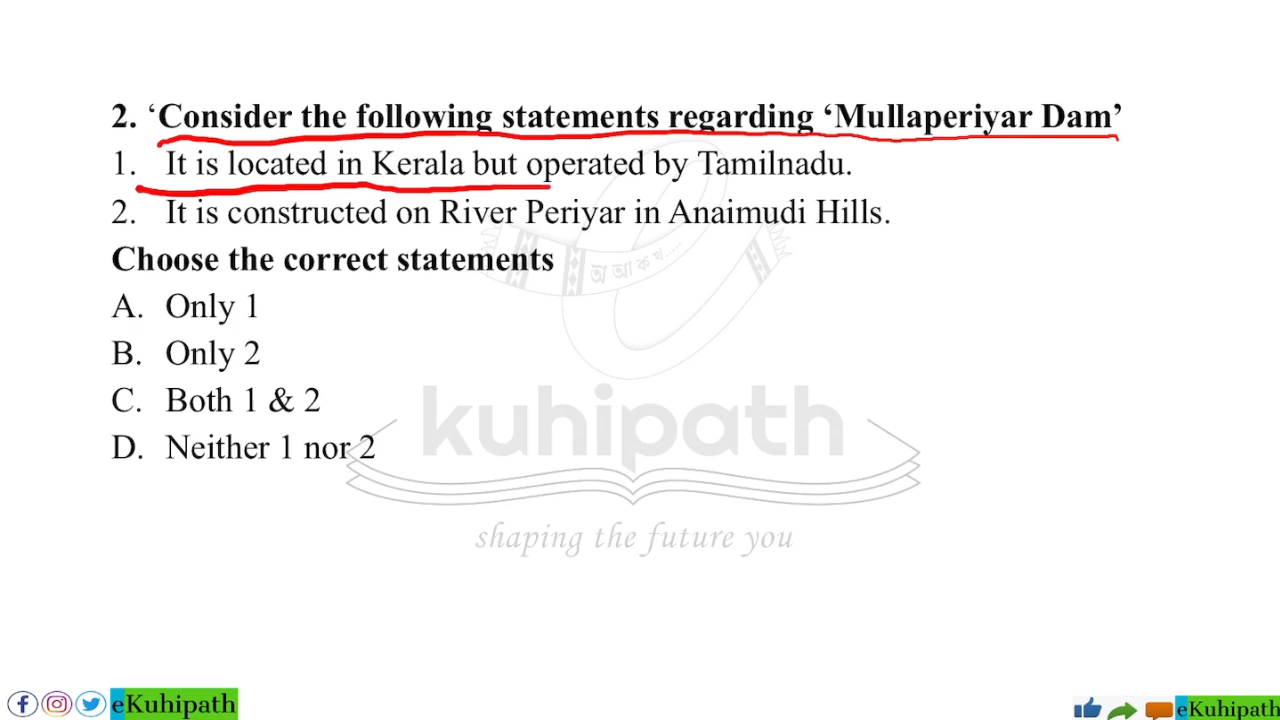 2. ‘Consider the following statements regarding ‘Mullaperiyar Dam’
1. It is located in Kerala but operated by Tamilnadu.
2. It is constructed on River Periyar in Anaimudi Hills.
Choose the correct statements
A. Only 1
B. Only 2
C. Both 1 & 2
D. Neither 1 nor 2
অ আ ক খ....
kuhipath
shaping the future you
eKuhipath
eKuhipath